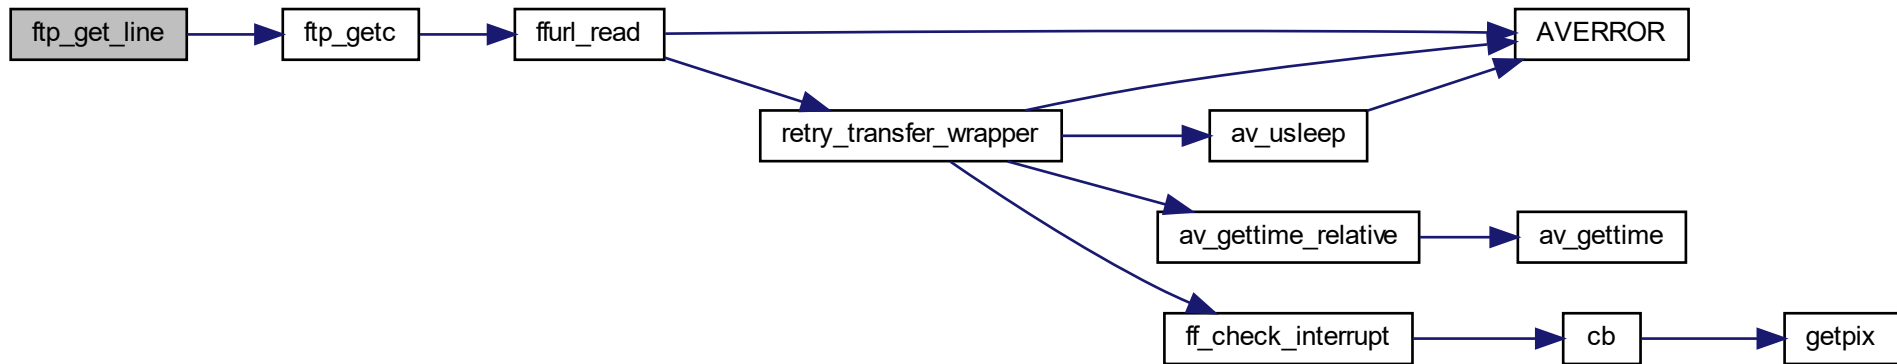 ftp_get_line
ftp_getc
ffurl_read
AVERROR
retry_transfer_wrapper
av_usleep
av_gettime_relative
av_gettime
ff_check_interrupt
cb
getpix